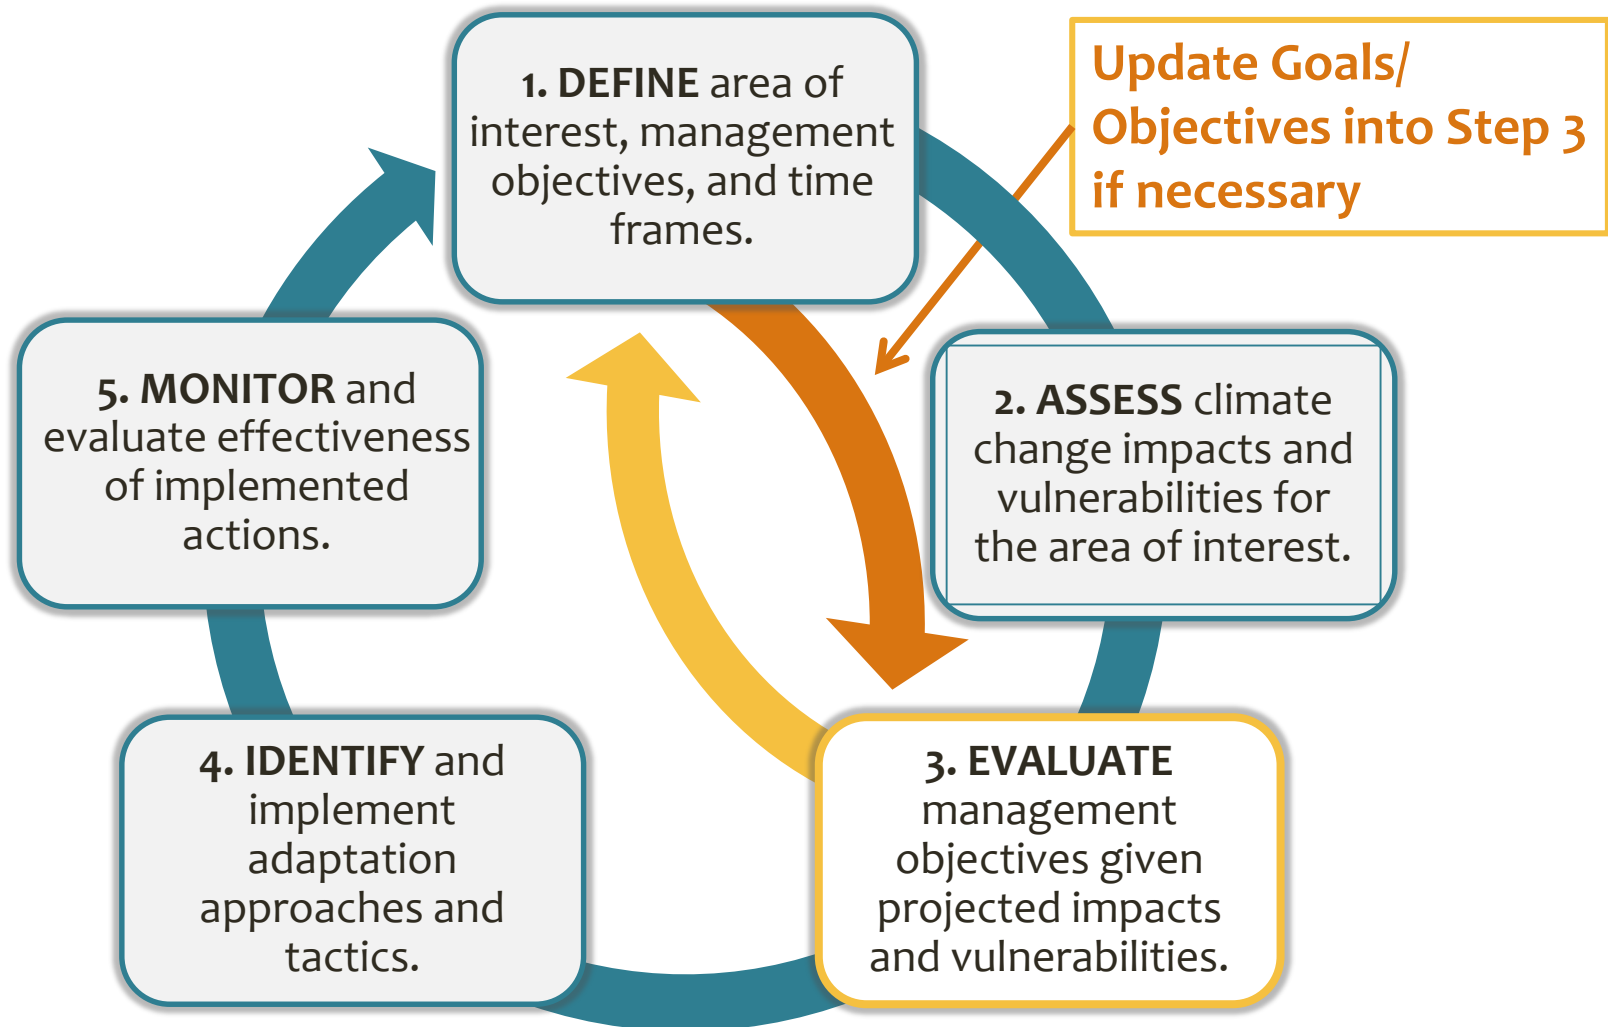 1. DEFINE area of
interest, management
objectives, and time
frames.
Update Goals/
Objectives into Step 3
if necessary
2. ASSESS climate
change impacts and
vulnerabilities for
the area of interest.
3. EVALUATE
management
objectives given
projected impacts
and vulnerabilities.
4. IDENTIFY and
implement
adaptation
approaches and
tactics.
5. MONITOR and
evaluate effectiveness
of implemented
actions.